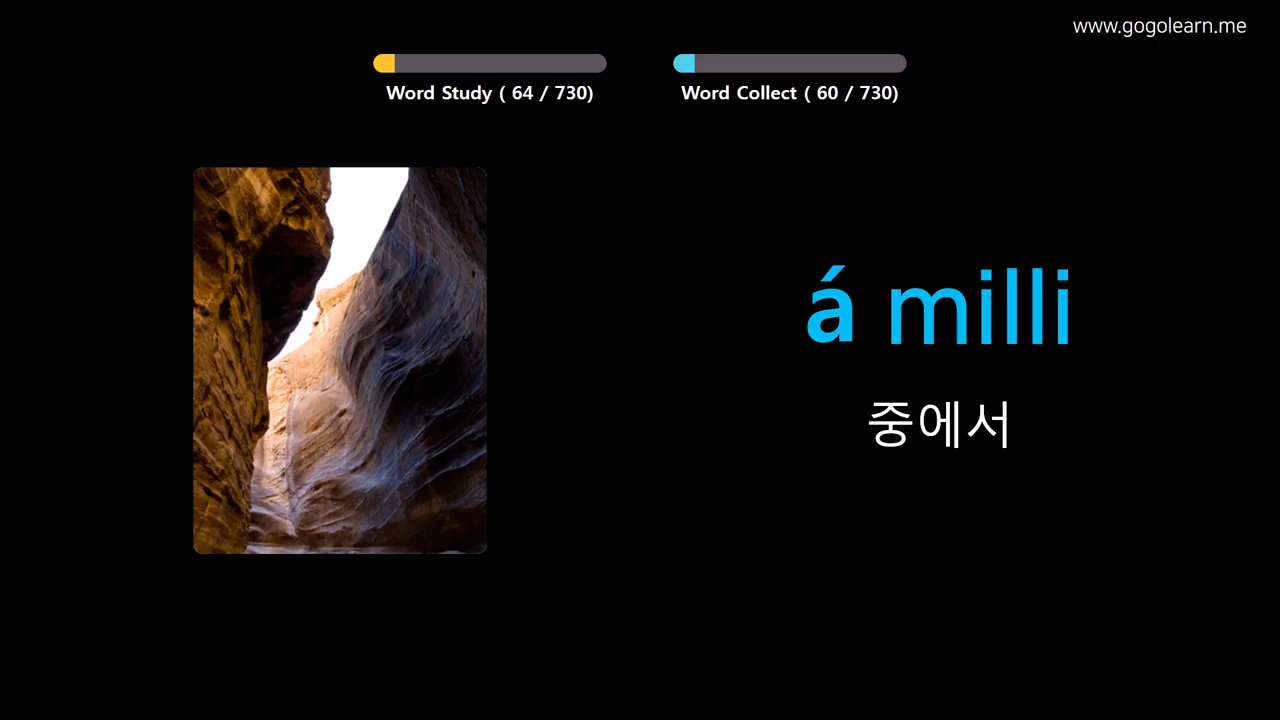 www.gogolearn.me
Word Study ( 64 / 730)
Word Collect ( 60 / 730)
á milli
중에서